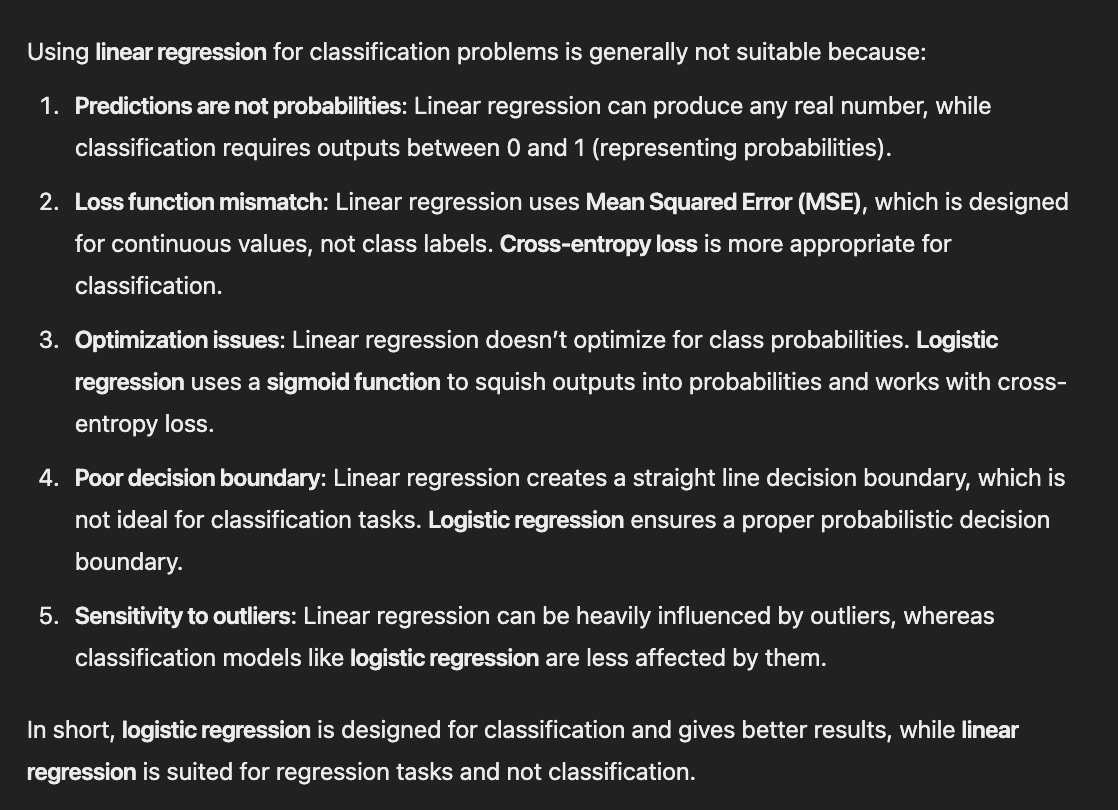 Using linear regression for classification problems is generally not suitable because:
1. Predictions are not probabilities: Linear regression can produce any real number, while
classification requires outputs between 0 and 1 (representing probabilities).
2. Loss function mismatch: Linear regression uses Mean Squared Error (MSE), which is designed
for continuous values, not class labels. Cross-entropy loss is more appropriate for
classification.
3. Optimization issues: Linear regression doesn’t optimize for class probabilities. Logistic
regression uses a sigmoid function to squish outputs into probabilities and works with cross-
entropy loss.
4. Poor decision boundary: Linear regression creates a straight line decision boundary, which is
not ideal for classification tasks. Logistic regression ensures a proper probabilistic decision
boundary.
5. Sensitivity to outliers: Linear regression can be heavily influenced by outliers, whereas
classification models like logistic regression are less affected by them.
In short, logistic regression is designed for classification and gives better results, while linear
regression is suited for regression tasks and not classification.